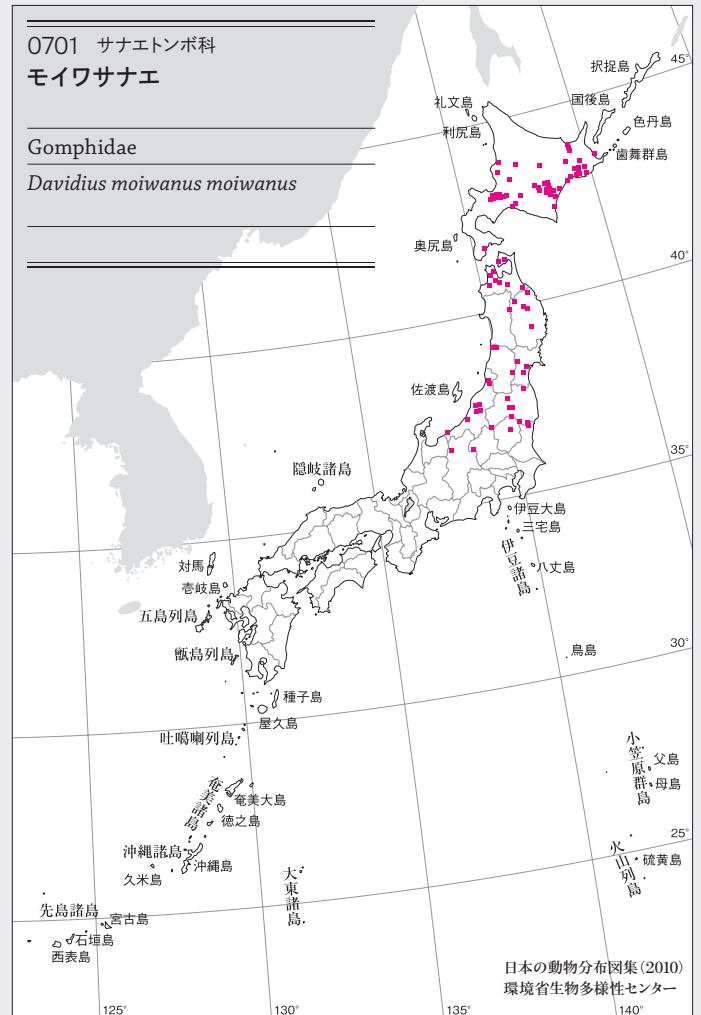 0701 サナエトンボ科
モイワサナエ
Gomphidae
Davidius moiwanus moiwanus
45°
択捉島
国後島
礼文島
色丹島
利尻島
歯舞群島
奥尻島
40°
佐渡島
35°
隠岐諸島
伊豆大島
三宅島
伊豆諸島
八丈島
対馬
壱岐島
五島列島
甑島列島
鳥島
30°
種子島
屋久島
吐噶喇列島
小笠原群島
父島
母島
奄美諸島
奄美大島
徳之島
25°
火山列島
硫黄島
沖縄諸島
沖縄島
久米島
大東諸島
先島諸島
宮古島
石垣島
西表島
日本の動物分布図集(2010)
環境省生物多様性センター
125°
130°
135°
140°